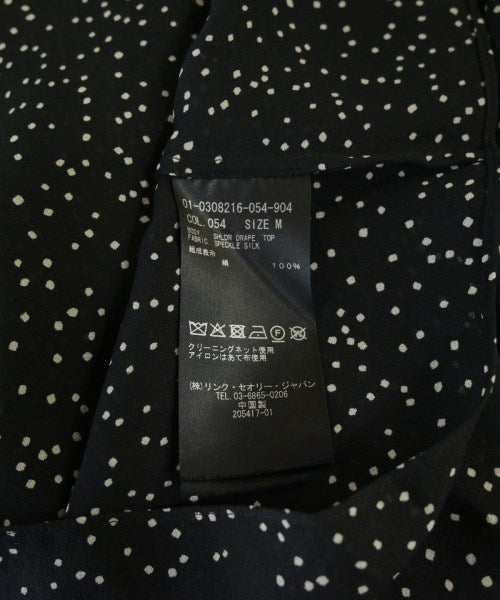 01-0308216-054-904
COL. 054 SIZE M
BODY SHLDR DRAPE TOP
FABRIC SPECKLE SILK
組成表示
絹 100%
クリーニングネット使用
アイロンはあて布使用
(株)リンク・セオリー・ジャパン
TEL.03-6865-0206
中国製
205417-01